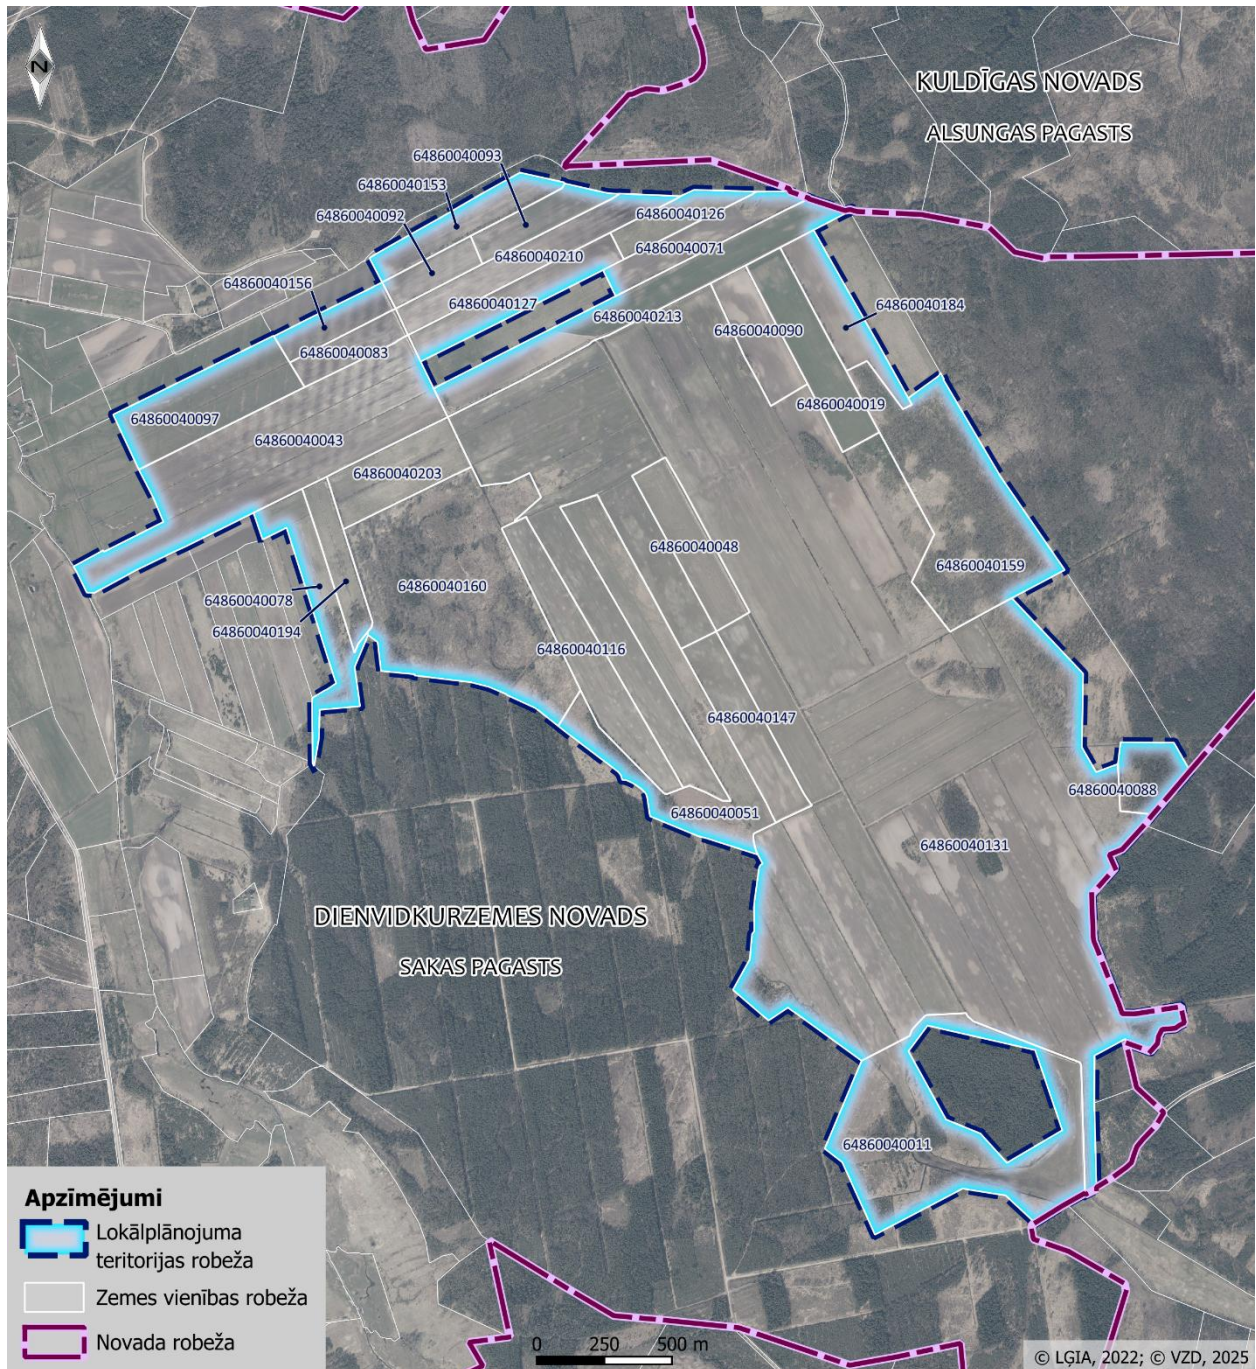 N
KULDĪGAS NOVADS
ALSUNGAS PAGASTS
64860040093
64860040153
64860040092
64860040126
64860040071
64860040210
64860040156
64860040127
64860040184
64860040213
64860040090
64860040083
64860040019
64860040097
64860040043
64860040203
64860040048
64860040159
64860040160
64860040078
64860040194
64860040116
64860040147
64860040088
64860040051
64860040131
DIENVIDKURZEMES NOVADS
SAKAS PAGASTS
64860040011
Apzīmējumi
Lokālplānojuma
teritorijas robeža
Zemes vienības robeža
Novada robeža
0 250 500 m
© LGIA, 2022; © VZD, 2025